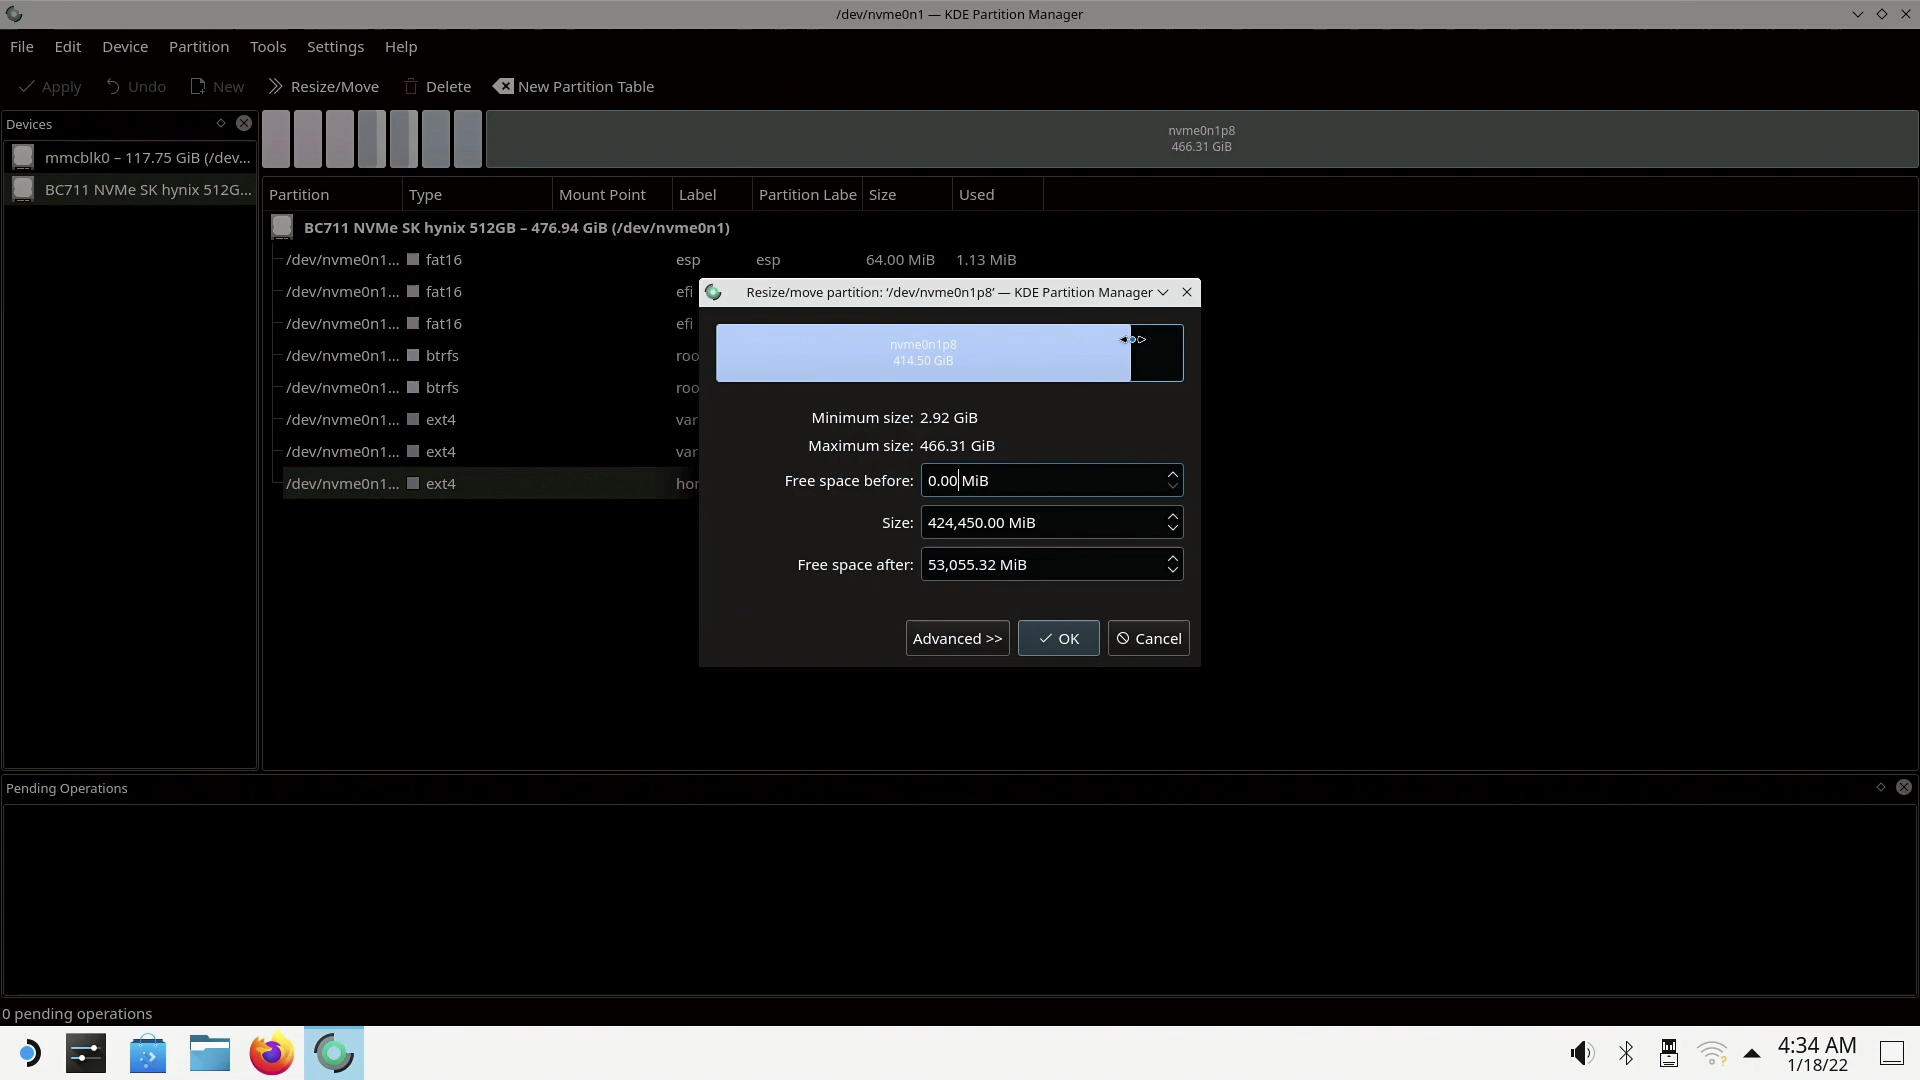 /dev/nvme0n1 — KDE Partition Manager
File Edit Device Partition Tools Settings Help
Apply Undo New Resize/Move Delete New Partition Table
Devices
mmcblk0 – 117.75 GiB (/dev...
BC711 NVMe SK hynix 512G...
nvme0n1p8
466.31 GiB
Partition Type Mount Point Label Partition Labe Size Used
BC711 NVMe SK hynix 512GB – 476.94 GiB (/dev/nvme0n1)
/dev/nvme0n1... fat16 esp esp 64.00 MiB 1.13 MiB
/dev/nvme0n1... fat16 efi
/dev/nvme0n1... fat16 efi
/dev/nvme0n1... btrfs roo
/dev/nvme0n1... btrfs roo
/dev/nvme0n1... ext4 var
/dev/nvme0n1... ext4 var
/dev/nvme0n1... ext4 hor
Resize/move partition: ‘/dev/nvme0n1p8’ — KDE Partition Manager
nvme0n1p8
414.50 GiB
Minimum size: 2.92 GiB
Maximum size: 466.31 GiB
Free space before: 0.00 MiB
Size: 424,450.00 MiB
Free space after: 53,055.32 MiB
Advanced >> OK Cancel
Pending Operations
0 pending operations
4:34 AM
1/18/22